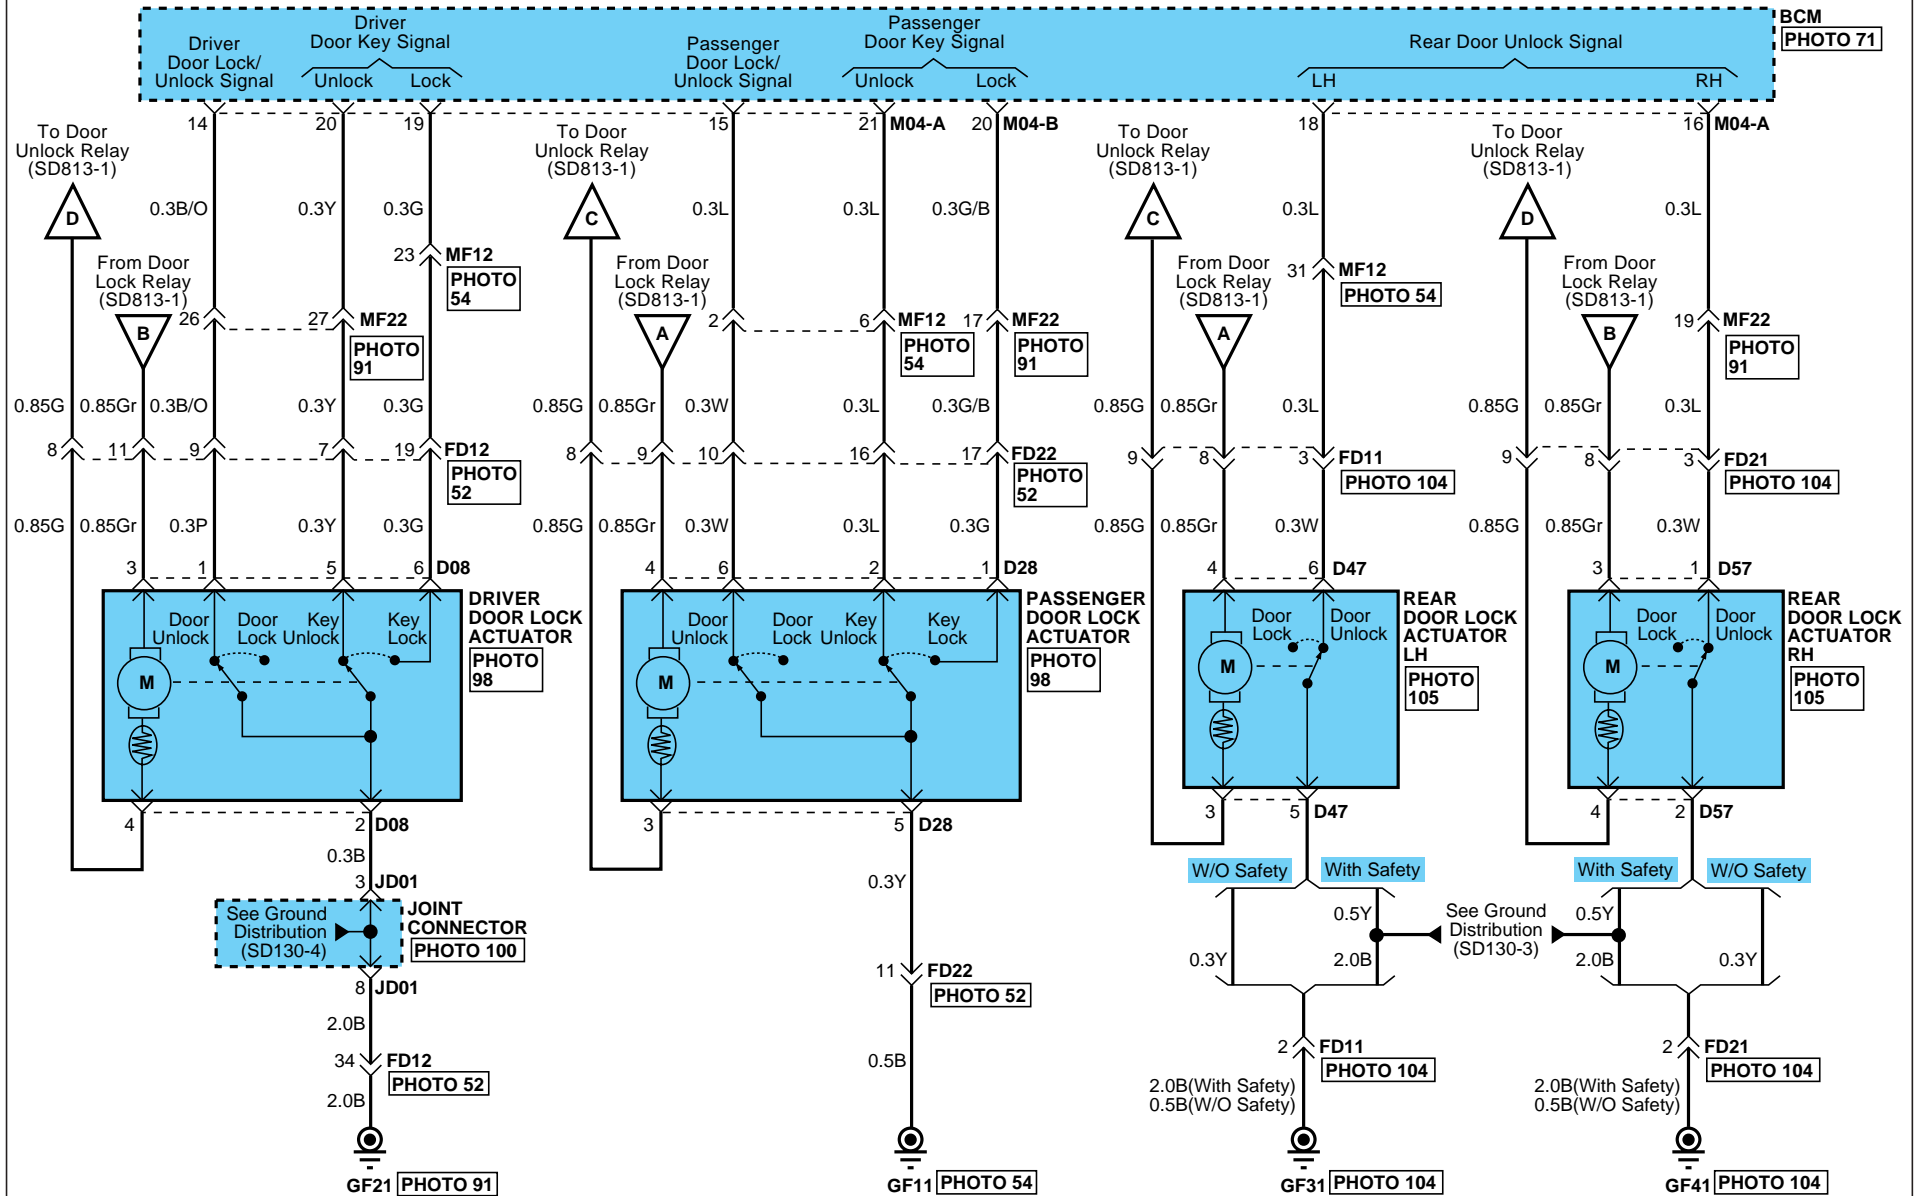 Driver
Door Lock/
Unlock Signal
Driver
Door Key Signal
Unlock
Lock
Passenger
Door Lock/
Unlock Signal
Passenger
Door Key Signal
Unlock
Lock
Rear Door Unlock Signal
LH
RH
BCM
PHOTO 71
14
20
19
15
21
M04-A
20
M04-B
18
16
M04-A
To Door
Unlock Relay
(SD813-1)
D
To Door
Unlock Relay
(SD813-1)
C
To Door
Unlock Relay
(SD813-1)
C
To Door
Unlock Relay
(SD813-1)
D
0.3B/O
0.3Y
0.3G
0.3L
0.3L
0.3G/B
0.3L
0.3L
From Door
Lock Relay
(SD813-1)
B
From Door
Lock Relay
(SD813-1)
A
From Door
Lock Relay
(SD813-1)
A
From Door
Lock Relay
(SD813-1)
B
23
MF12
PHOTO
54
31
MF12
PHOTO 54
26
27
MF22
PHOTO
91
2
6
MF12
PHOTO
54
17
MF22
PHOTO
91
19
MF22
PHOTO
91
0.85G
0.85Gr
0.3B/O
0.3Y
0.3G
0.85G
0.85Gr
0.3W
0.3L
0.3G/B
0.85G
0.85Gr
0.3L
0.85G
0.85Gr
0.3L
8
11
9
7
19
FD12
PHOTO
52
8
9
10
16
17
FD22
PHOTO
52
9
8
3
FD11
PHOTO 104
9
8
3
FD21
PHOTO 104
0.85G
0.85Gr
0.3P
0.3Y
0.3G
0.85G
0.85Gr
0.3W
0.3L
0.3G
0.85G
0.85Gr
0.3W
0.85G
0.85Gr
0.3W
3
1
5
6
D08
4
6
2
1
D28
4
6
D47
3
1
D57
Door
Unlock
Door
Lock
Key
Unlock
Key
Lock
M
DRIVER
DOOR LOCK
ACTUATOR
PHOTO
98
Door
Unlock
Door
Lock
Key
Unlock
Key
Lock
M
PASSENGER
DOOR LOCK
ACTUATOR
PHOTO
98
Door
Lock
Door
Unlock
M
REAR
DOOR LOCK
ACTUATOR
LH
PHOTO
105
Door
Lock
Door
Unlock
M
REAR
DOOR LOCK
ACTUATOR
RH
PHOTO
105
4
2
D08
3
5
D28
3
5
D47
4
2
D57
0.3B
3
JD01
See Ground
Distribution
(SD130-4)
JOINT
CONNECTOR
PHOTO 100
8
JD01
2.0B
34
FD12
PHOTO 52
2.0B
GF21
PHOTO 91
0.3Y
11
FD22
PHOTO 52
0.5B
GF11
PHOTO 54
W/O Safety
With Safety
With Safety
W/O Safety
0.5Y
See Ground
Distribution
(SD130-3)
0.5Y
0.3Y
2.0B
2.0B
0.3Y
2
FD11
PHOTO 104
2.0B(With Safety)
0.5B(W/O Safety)
GF31
PHOTO 104
2
FD21
PHOTO 104
2.0B(With Safety)
0.5B(W/O Safety)
GF41
PHOTO 104